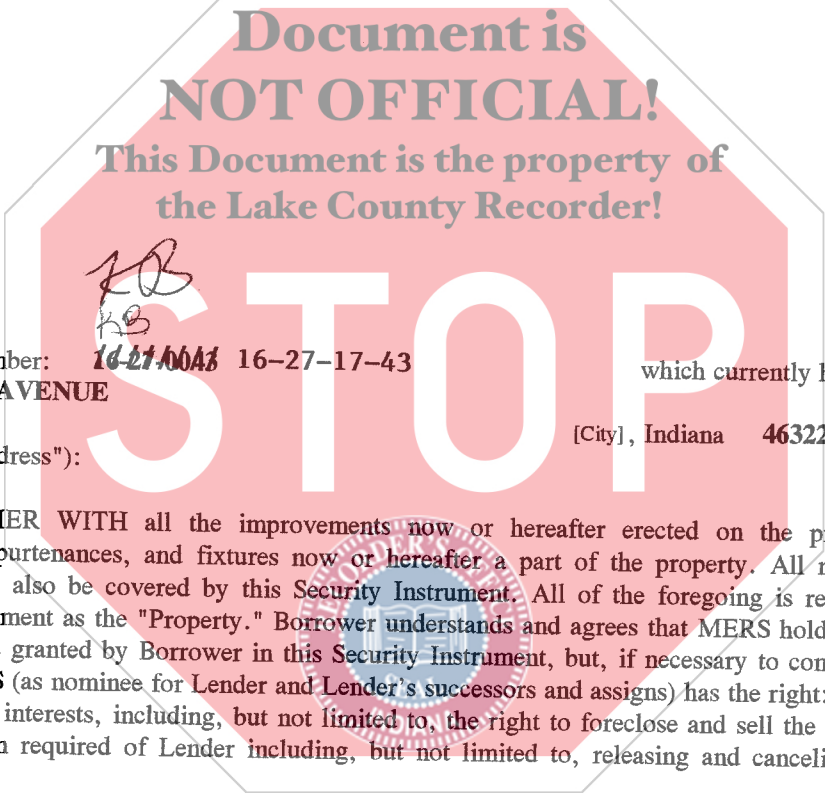 Document is
NOT OFFICIAL!
This Document is the property of
the Lake County Recorder!
STOP
KB
KB
nber: 16-27-0043 16-27-17-43 which currently h
AVENUE
[City], Indiana 46322
dress"):
IER WITH all the improvements now or hereafter erected on the p
purtenances, and fixtures now or hereafter a part of the property. All r
also be covered by this Security Instrument. All of the foregoing is re
ment as the "Property." Borrower understands and agrees that MERS hold
granted by Borrower in this Security Instrument, but, if necessary to con
S (as nominee for Lender and Lender's successors and assigns) has the right:
interests, including, but not limited to, the right to foreclose and sell the
n required of Lender including, but not limited to, releasing and canceli
SEAL
INDIANA